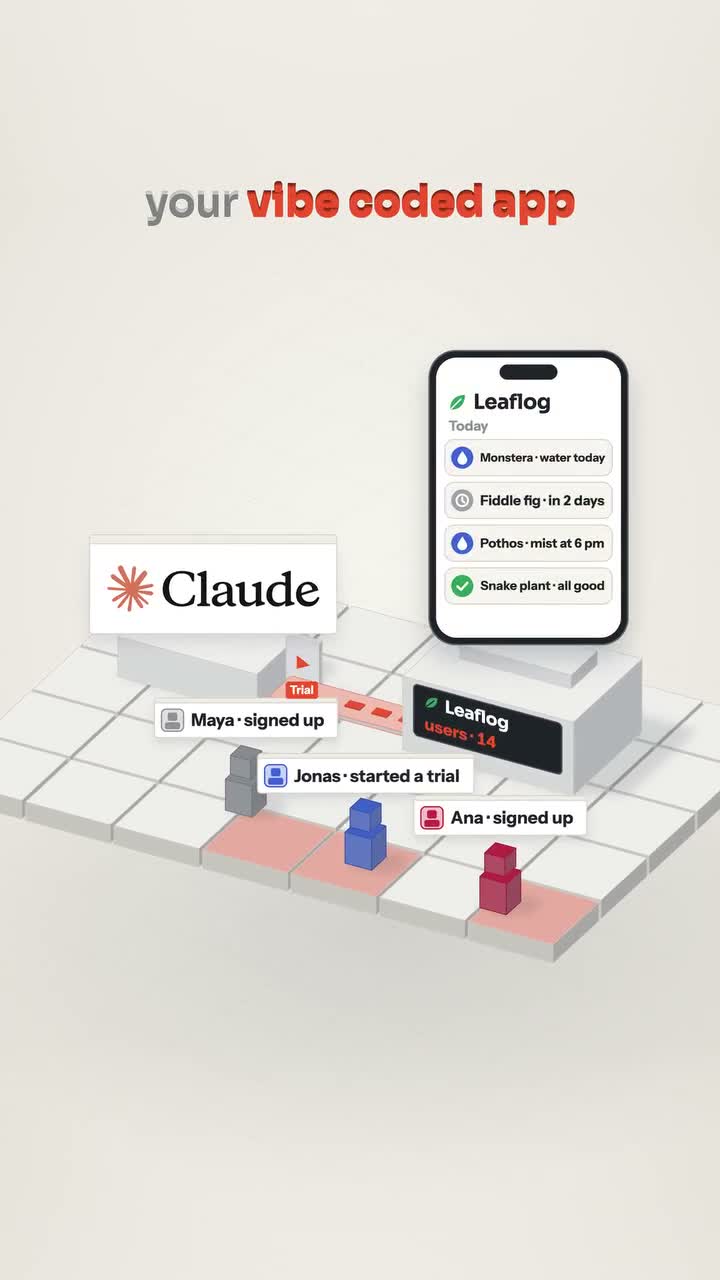 your vibe coded app
Leaflog
Today
Monstera · water today
Fiddle fig · in 2 days
Pothos · mist at 6 pm
Snake plant · all good
Claude
Trial
Maya · signed up
Leaflog
users · 14
Jonas · started a trial
Ana · signed up